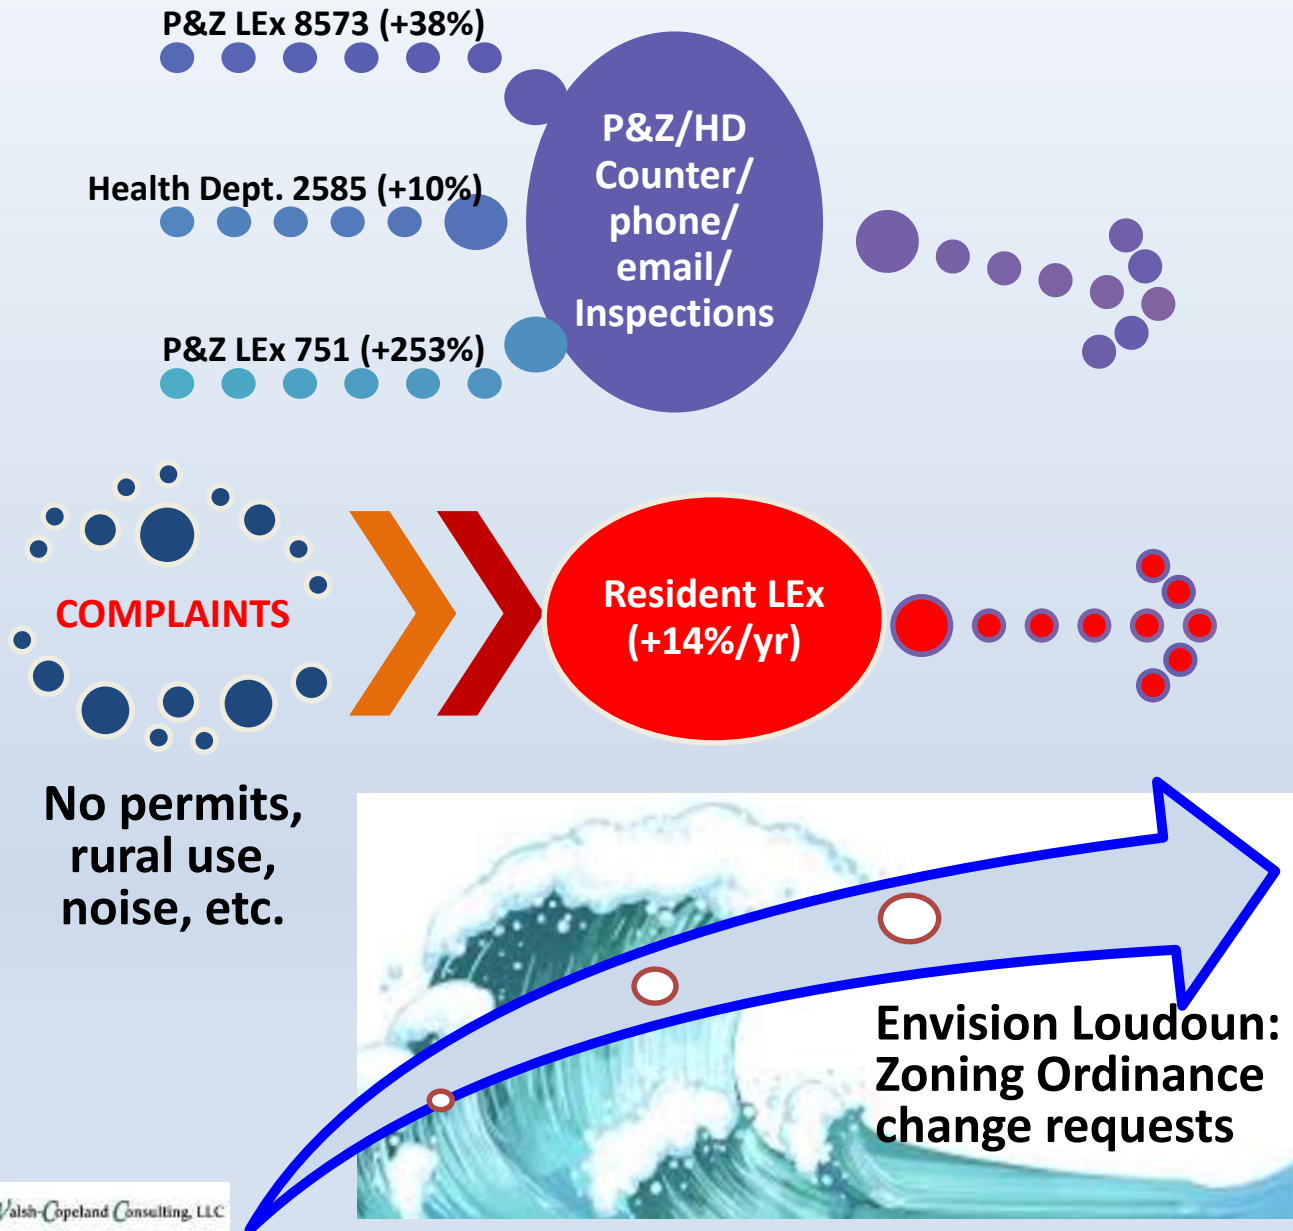 P&Z LEx 8573 (+38%)
Health Dept. 2585 (+10%)
P&Z LEx 751 (+253%)
P&Z/HD
Counter/
phone/
email/
Inspections
COMPLAINTS
Resident LEx
(+14%/yr)
No permits,
rural use,
noise, etc.
Envision Loudoun:
Zoning Ordinance
change requests
Walsh-Copeland Consulting, LLC